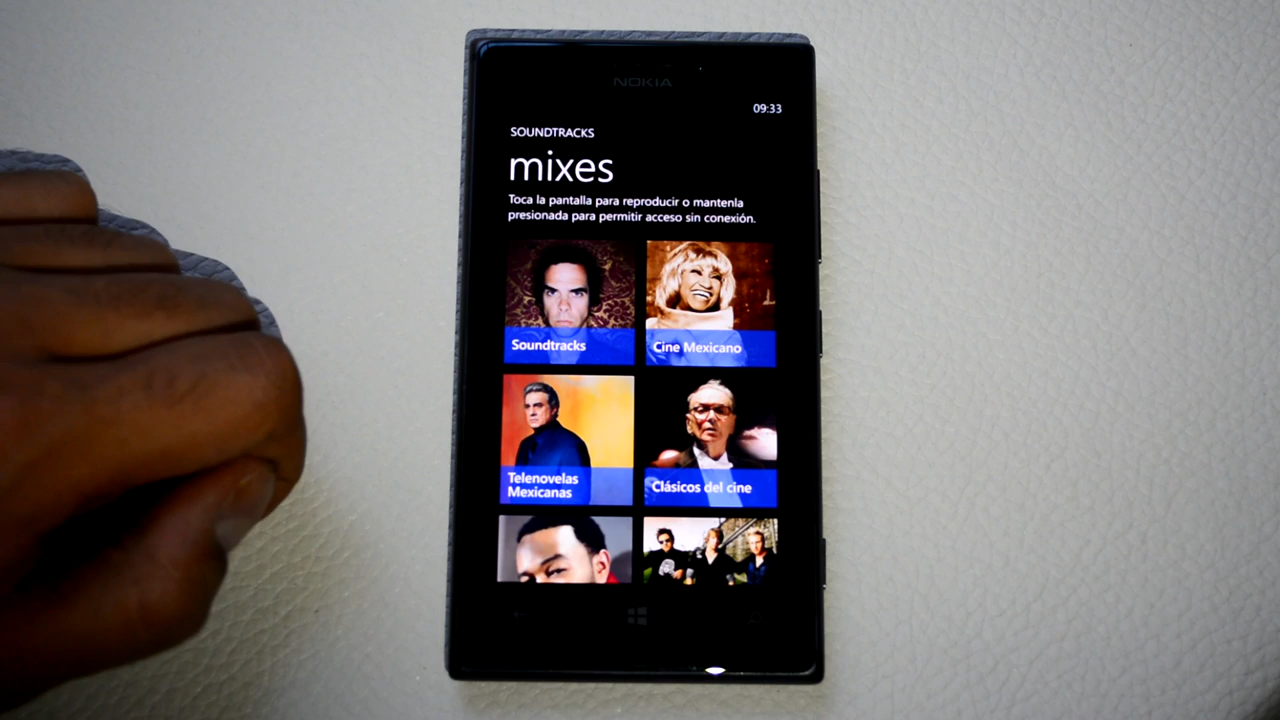 NOKIA
09:33
SOUNDTRACKS
mixes
Toca la pantalla para reproducir o mantenla
presionada para permitir acceso sin conexión.
Soundtracks
Cine Mexicano
Telenovelas
Mexicanas
Clásicos del cine